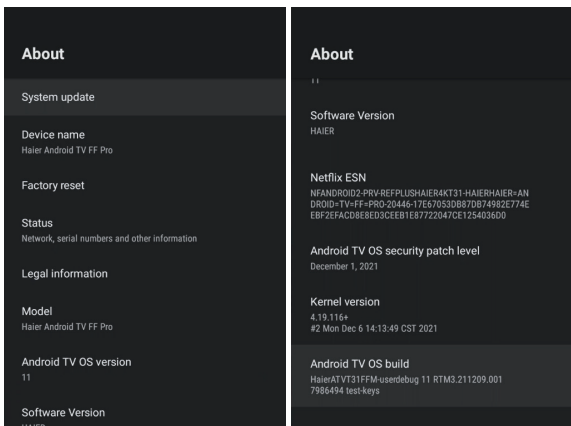 About
System update
Device name
Haier Android TV FF Pro
Factory reset
Status
Network, serial numbers and other information
Legal information
Model
Haier Android TV FF Pro
Android TV OS version
11
Software Version
HAIER
About
11
Software Version
HAIER
Netflix ESN
NFANDROID2-PRV-REFPLUSHAIER4KT31-HAIERHAIER=AN
DROID=TV=FF=PRO-20446-17E67053DB87DB74982E774E
EBF2EFACD8E8ED3CEEB1E87722047CE1254036D0
Android TV OS security patch level
December 1, 2021
Kernel version
4.19.116+
#2 Mon Dec 6 14:13:49 CST 2021
Android TV OS build
HaierATVT31FFM-userdebug 11 RTM3.211209.001
7986494 test-keys